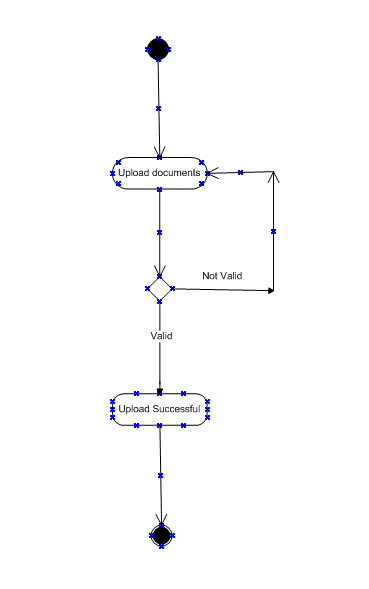 Upload documents
Not Valid
Valid
Upload Successful